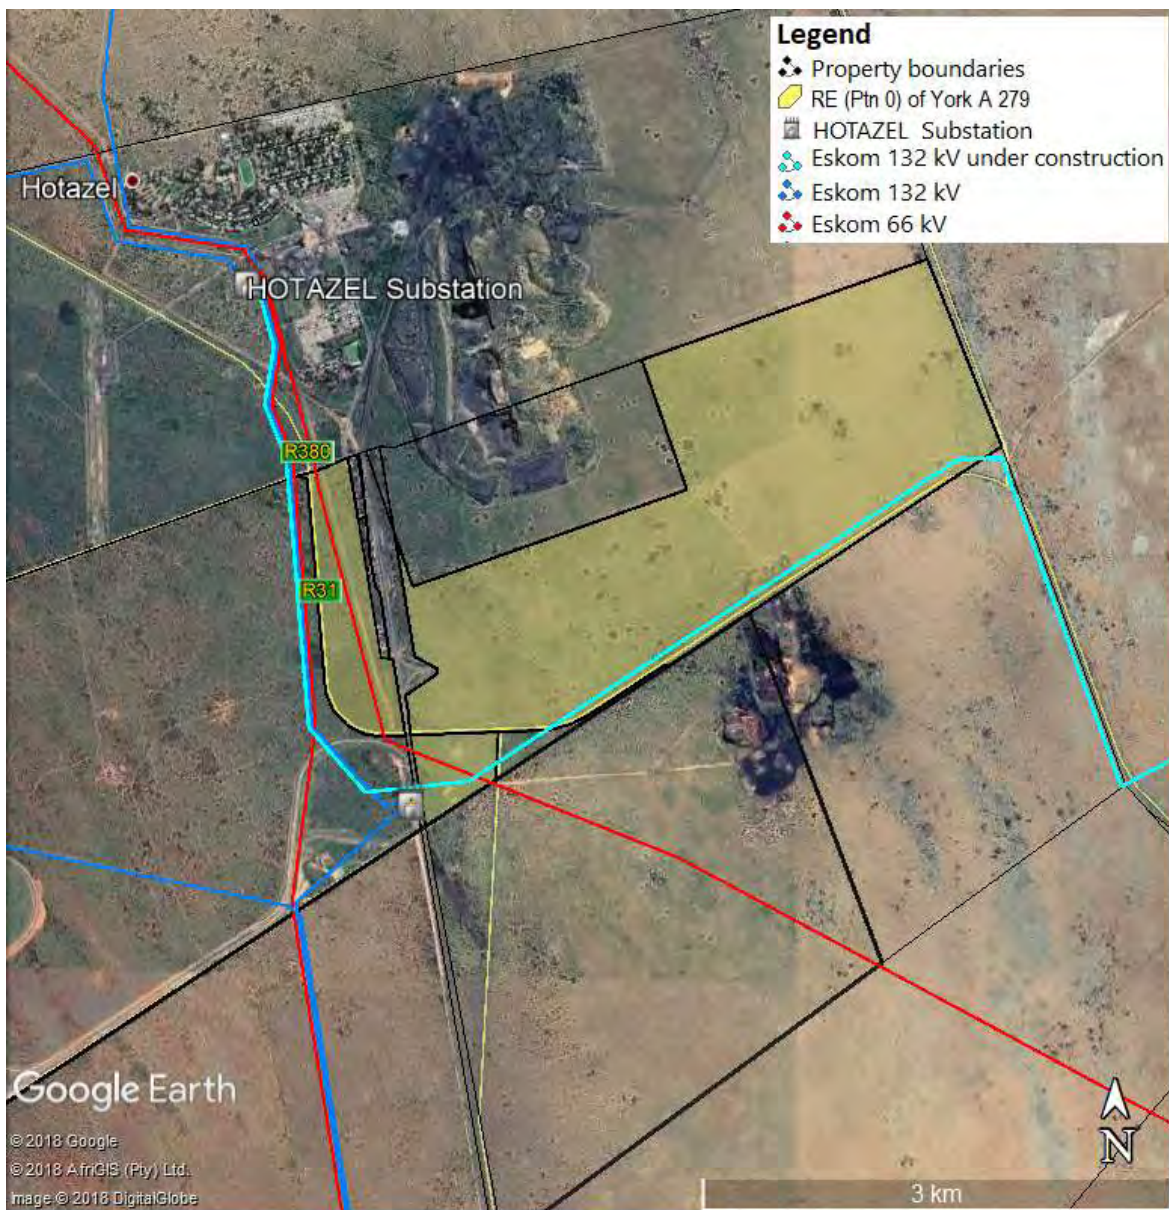 Legend
Property boundaries
RE (Ptn 0) of York A 279
HOTAZEL Substation
Eskom 132 kV under construction
Eskom 132 kV
Eskom 66 kV
Hotazel
HOTAZEL Substation
R380
R31
Google Earth
© 2018 Google
© 2018 AfriGIS (Pty) Ltd.
Image © 2018 DigitalGlobe
N
3 km